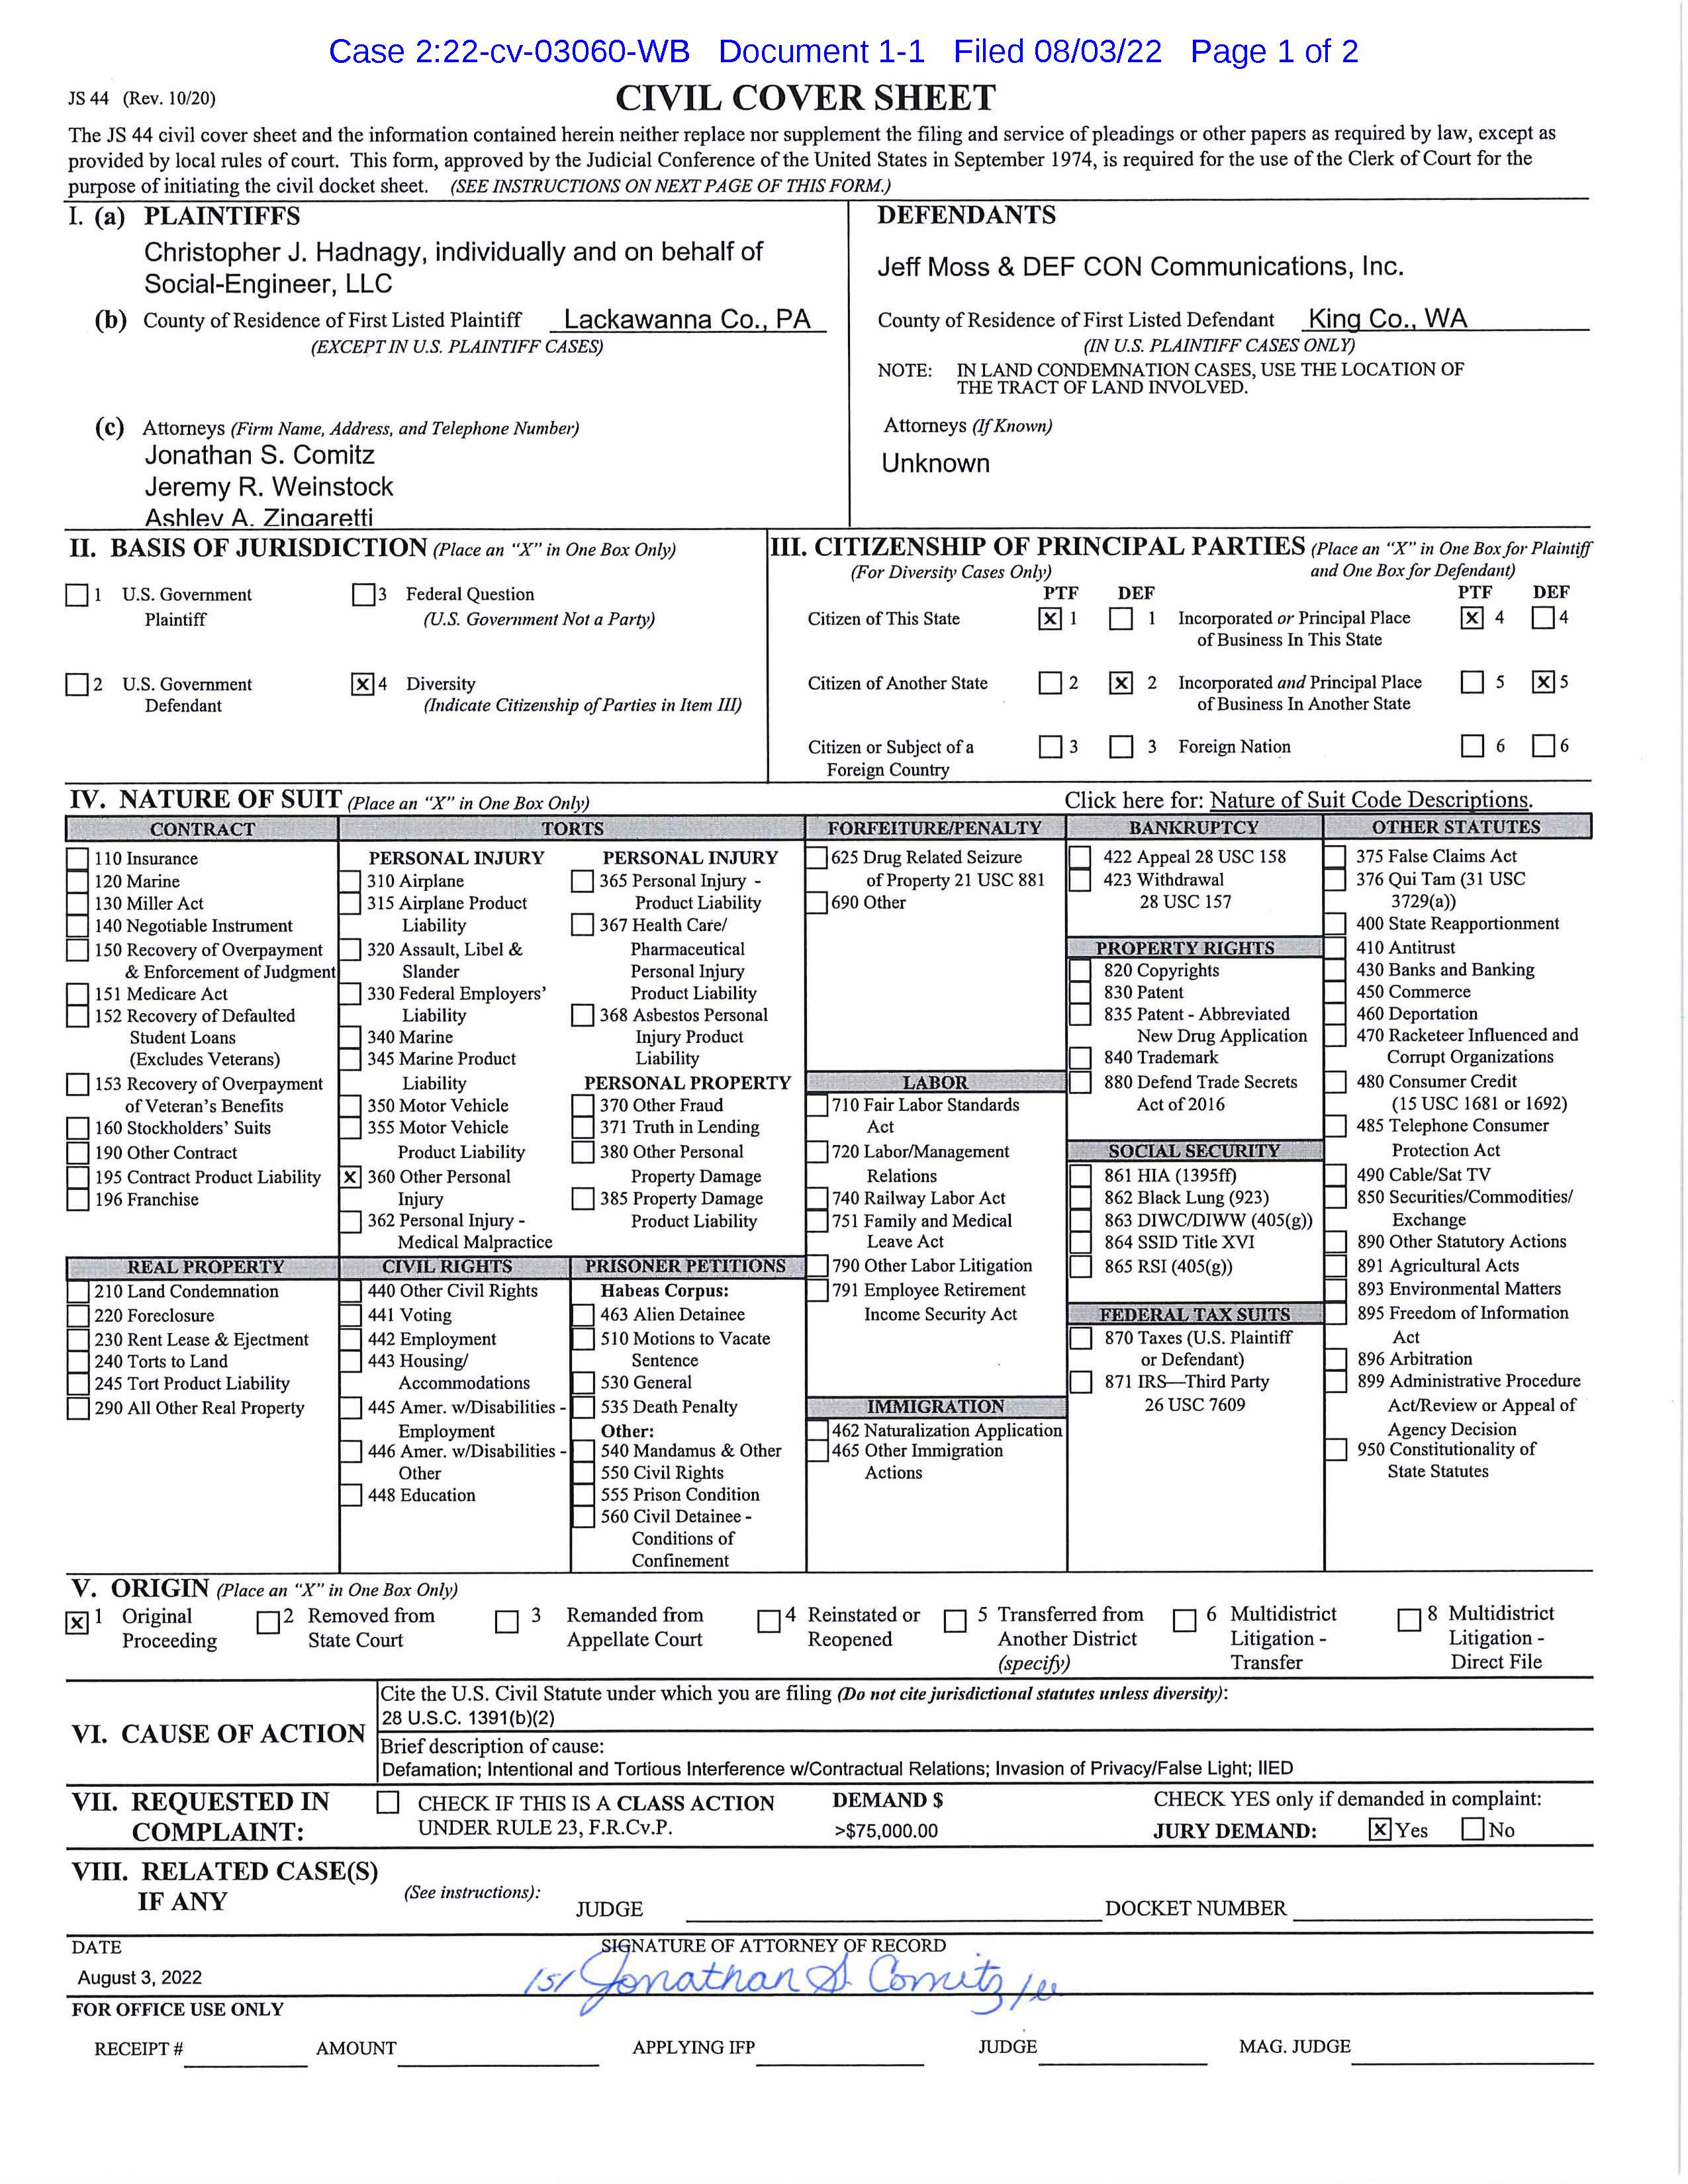 Case 2:22-cv-03060-WB Document 1-1 Filed 08/03/22 Page 1 of 2
JS 44 (Rev. 10/20)
CIVIL COVER SHEET
The JS 44 civil cover sheet and the information contained herein neither replace nor supplement the filing and service of pleadings or other papers as required by law, except as
provided by local rules of court. This form, approved by the Judicial Conference of the United States in September 1974, is required for the use of the Clerk of Court for the
purpose of initiating the civil docket sheet. (SEE INSTRUCTIONS ON NEXT PAGE OF THIS FORM.)
I. (a) PLAINTIFFS
Christopher J. Hadnagy, individually and on behalf of
Social-Engineer, LLC
(b) County of Residence of First Listed Plaintiff Lackawanna Co., PA
(EXCEPT IN U.S. PLAINTIFF CASES)
(c) Attorneys (Firm Name, Address, and Telephone Number)
Jonathan S. Comitz
Jeremy R. Weinstock
Ashley A. Zingaretti
DEFENDANTS
Jeff Moss & DEF CON Communications, Inc.
County of Residence of First Listed Defendant King Co., WA
(IN U.S. PLAINTIFF CASES ONLY)
NOTE: IN LAND CONDEMNATION CASES, USE THE LOCATION OF
THE TRACT OF LAND INVOLVED.
Attorneys (If Known)
Unknown
II. BASIS OF JURISDICTION (Place an "X" in One Box Only)
1 U.S. Government
Plaintiff
3 Federal Question
(U.S. Government Not a Party)
2 U.S. Government
Defendant
X 4 Diversity
(Indicate Citizenship of Parties in Item III)
III. CITIZENSHIP OF PRINCIPAL PARTIES (Place an "X" in One Box for Plaintiff
(For Diversity Cases Only) and One Box for Defendant)
PTF DEF PTF DEF
Citizen of This State X 1 1 Incorporated or Principal Place X 4 4
of Business In This State
Citizen of Another State 2 X 2 Incorporated and Principal Place 5 X 5
of Business In Another State
Citizen or Subject of a 3 3 Foreign Nation 6 6
Foreign Country
IV. NATURE OF SUIT (Place an "X" in One Box Only)
Click here for: Nature of Suit Code Descriptions.
CONTRACT
110 Insurance
120 Marine
130 Miller Act
140 Negotiable Instrument
150 Recovery of Overpayment
& Enforcement of Judgment
151 Medicare Act
152 Recovery of Defaulted
Student Loans
(Excludes Veterans)
153 Recovery of Overpayment
of Veteran's Benefits
160 Stockholders' Suits
190 Other Contract
195 Contract Product Liability
196 Franchise
REAL PROPERTY
210 Land Condemnation
220 Foreclosure
230 Rent Lease & Ejectment
240 Torts to Land
245 Tort Product Liability
290 All Other Real Property
TORTS
PERSONAL INJURY
310 Airplane
315 Airplane Product
Liability
320 Assault, Libel &
Slander
330 Federal Employers'
Liability
340 Marine
345 Marine Product
Liability
350 Motor Vehicle
355 Motor Vehicle
Product Liability
X 360 Other Personal
Injury
362 Personal Injury -
Medical Malpractice
PERSONAL INJURY
365 Personal Injury -
Product Liability
367 Health Care/
Pharmaceutical
Personal Injury
Product Liability
368 Asbestos Personal
Injury Product
Liability
PERSONAL PROPERTY
370 Other Fraud
371 Truth in Lending
380 Other Personal
Property Damage
385 Property Damage
Product Liability
CIVIL RIGHTS
440 Other Civil Rights
441 Voting
442 Employment
443 Housing/
Accommodations
445 Amer. w/Disabilities -
Employment
446 Amer. w/Disabilities -
Other
448 Education
PRISONER PETITIONS
Habeas Corpus:
463 Alien Detainee
510 Motions to Vacate
Sentence
530 General
535 Death Penalty
Other:
540 Mandamus & Other
550 Civil Rights
555 Prison Condition
560 Civil Detainee -
Conditions of
Confinement
FORFEITURE/PENALTY
625 Drug Related Seizure
of Property 21 USC 881
690 Other
LABOR
710 Fair Labor Standards
Act
720 Labor/Management
Relations
740 Railway Labor Act
751 Family and Medical
Leave Act
790 Other Labor Litigation
791 Employee Retirement
Income Security Act
IMMIGRATION
462 Naturalization Application
465 Other Immigration
Actions
BANKRUPTCY
422 Appeal 28 USC 158
423 Withdrawal
28 USC 157
PROPERTY RIGHTS
820 Copyrights
830 Patent
835 Patent - Abbreviated
New Drug Application
840 Trademark
880 Defend Trade Secrets
Act of 2016
SOCIAL SECURITY
861 HIA (1395ff)
862 Black Lung (923)
863 DIWC/DIWW (405(g))
864 SSID Title XVI
865 RSI (405(g))
FEDERAL TAX SUITS
870 Taxes (U.S. Plaintiff
or Defendant)
871 IRS—Third Party
26 USC 7609
OTHER STATUTES
375 False Claims Act
376 Qui Tam (31 USC
3729(a))
400 State Reapportionment
410 Antitrust
430 Banks and Banking
450 Commerce
460 Deportation
470 Racketeer Influenced and
Corrupt Organizations
480 Consumer Credit
(15 USC 1681 or 1692)
485 Telephone Consumer
Protection Act
490 Cable/Sat TV
850 Securities/Commodities/
Exchange
890 Other Statutory Actions
891 Agricultural Acts
893 Environmental Matters
895 Freedom of Information
Act
896 Arbitration
899 Administrative Procedure
Act/Review or Appeal of
Agency Decision
950 Constitutionality of
State Statutes
V. ORIGIN (Place an "X" in One Box Only)
X 1 Original
Proceeding
2 Removed from
State Court
3 Remanded from
Appellate Court
4 Reinstated or
Reopened
5 Transferred from
Another District
(specify)
6 Multidistrict
Litigation -
Transfer
8 Multidistrict
Litigation -
Direct File
VI. CAUSE OF ACTION
Cite the U.S. Civil Statute under which you are filing (Do not cite jurisdictional statutes unless diversity):
28 U.S.C. 1391(b)(2)
Brief description of cause:
Defamation; Intentional and Tortious Interference w/Contractual Relations; Invasion of Privacy/False Light; IIED
VII. REQUESTED IN
COMPLAINT:
CHECK IF THIS IS A CLASS ACTION
UNDER RULE 23, F.R.Cv.P.
DEMAND $
>$75,000.00
CHECK YES only if demanded in complaint:
JURY DEMAND: X Yes No
VIII. RELATED CASE(S)
IF ANY
(See instructions):
JUDGE DOCKET NUMBER
DATE
August 3, 2022
SIGNATURE OF ATTORNEY OF RECORD
/s/ Jonathan S. Comitz
FOR OFFICE USE ONLY
RECEIPT # AMOUNT APPLYING IFP JUDGE MAG. JUDGE